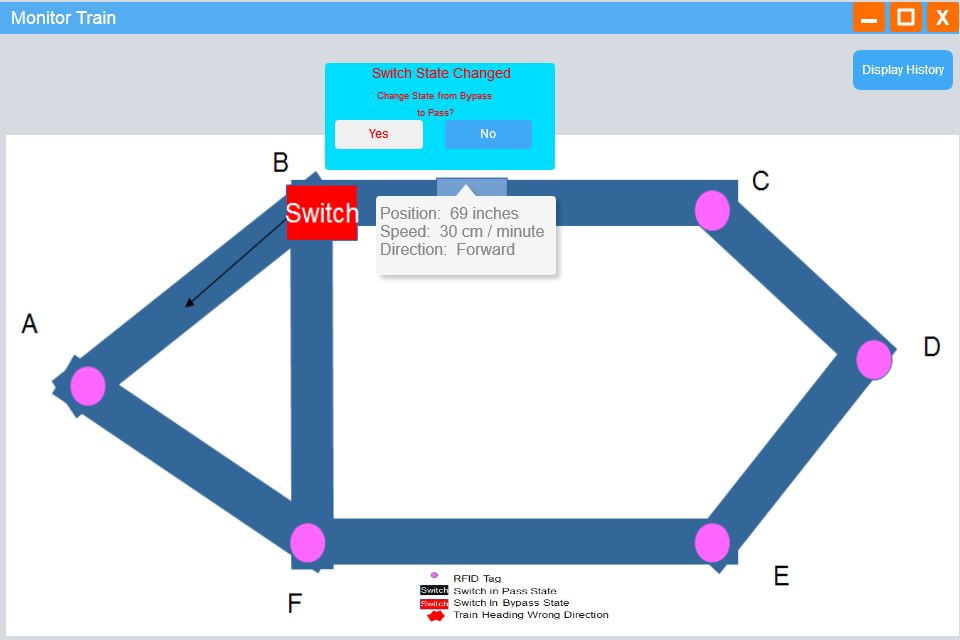 Monitor Train
X
Display History
Switch State Changed
Change State from Bypass
to Pass?
Yes
No
B
C
Switch
Position: 69 inches
Speed: 30 cm / minute
Direction: Forward
A
D
E
F
RFID Tag
Switch Switch in Pass State
Switch Switch In Bypass State
Train Heading Wrong Direction